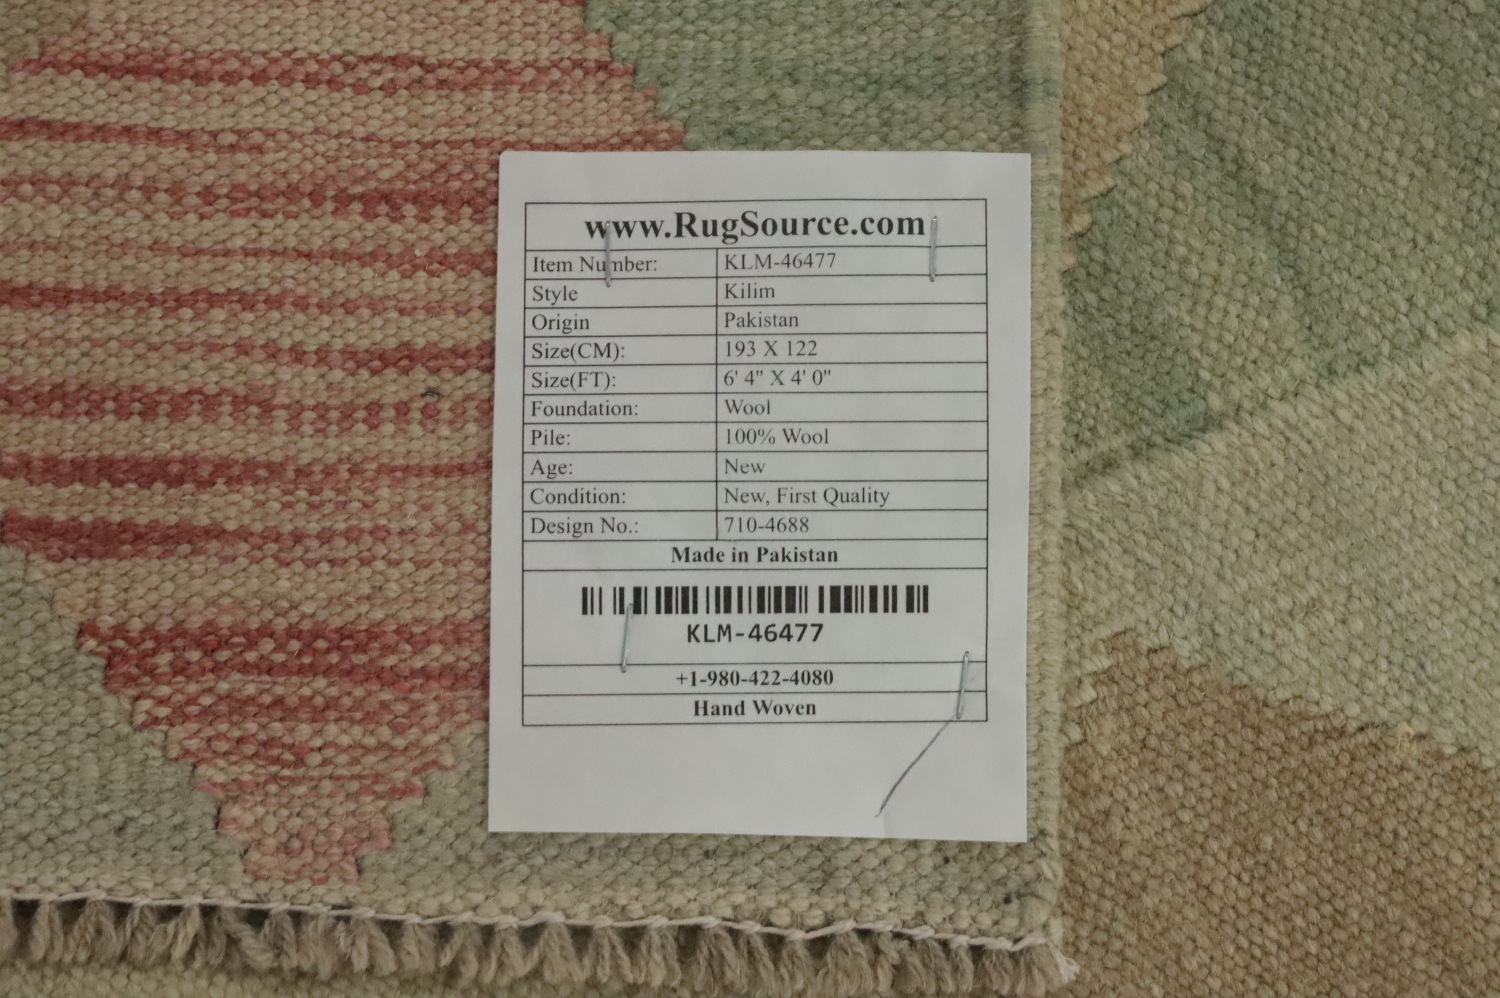 www.RugSource.com
Item Number: KLM-46477
Style Kilim
Origin Pakistan
Size(CM): 193 X 122
Size(FT): 6' 4" X 4' 0"
Foundation: Wool
Pile: 100% Wool
Age: New
Condition: New, First Quality
Design No.: 710-4688
Made in Pakistan
KLM-46477
+1-980-422-4080
Hand Woven